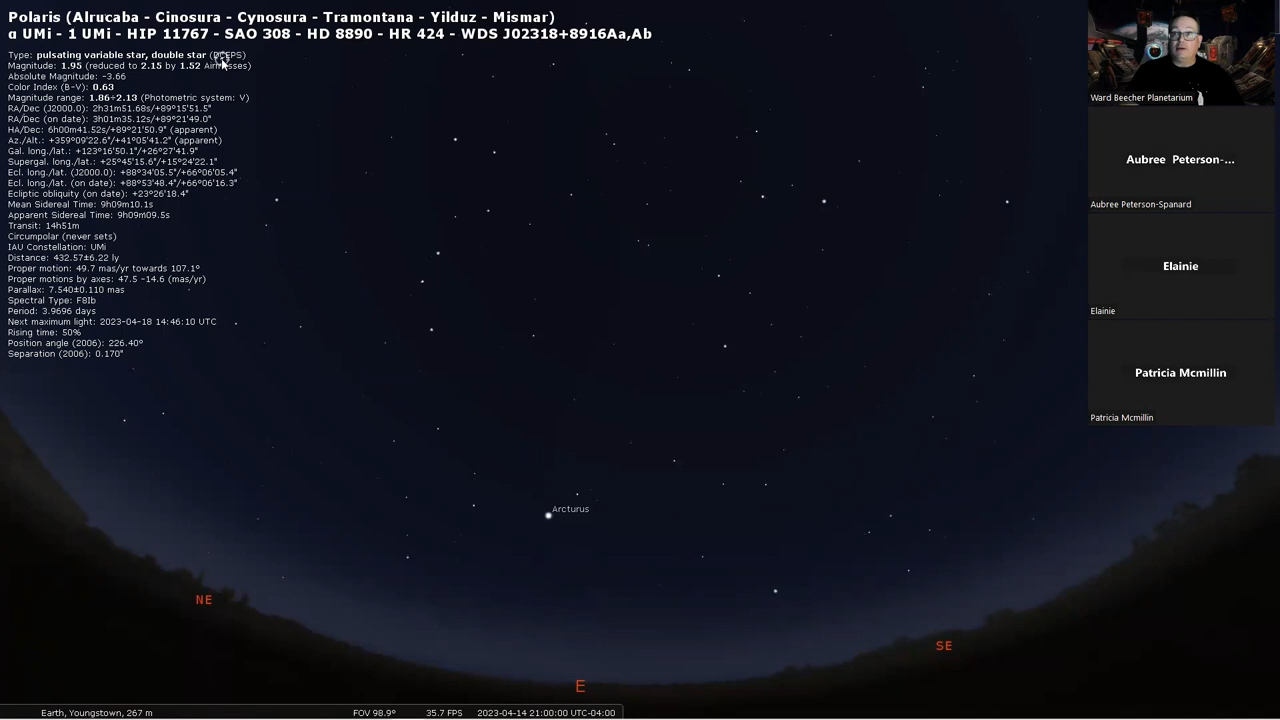 Polaris (Alrucaba - Cinosura - Cynosura - Tramontana - Yilduz - Mismar)
α UMi - 1 UMi - HIP 11767 - SAO 308 - HD 8890 - HR 424 - WDS J02318+8916Aa,Ab
Type: pulsating variable star, double star
Magnitude: 1.95 (reduced to 2.15 by 1.52 Airmasses)
Absolute Magnitude: -3.66
Color Index (B-V): 0.63
Magnitude range: 1.86÷2.13 (Photometric system: V)
RA/Dec (J2000.0): 2h31m51.68s/+89°15'51.5"
RA/Dec (on date): 3h01m35.12s/+89°21'49.0"
HA/Dec: 6h00m41.52s/+89°21'50.9" (apparent)
Az./Alt.: +359°09'22.6"/+41°05'41.2" (apparent)
Gal. long./lat.: +123°16'50.1"/+26°27'41.9"
Supergal. long./lat.: +25°45'15.6"/+15°24'22.1"
Ecl. long./lat. (J2000.0): +88°34'05.5"/+66°06'05.4"
Ecl. long./lat. (on date): +88°53'48.4"/+66°06'16.3"
Ecliptic obliquity (on date): +23°26'18.4"
Mean Sidereal Time: 9h09m10.1s
Apparent Sidereal Time: 9h09m09.5s
Transit: 14h51m
Circumpolar (never sets)
IAU Constellation: UMi
Distance: 432.57±6.22 ly
Proper motion: 49.7 mas/yr towards 107.1°
Proper motions by axes: 47.5 -14.6 (mas/yr)
Parallax: 7.540±0.110 mas
Spectral Type: F8Ib
Period: 3.9696 days
Next maximum light: 2023-04-18 14:46:10 UTC
Rising time: 50%
Position angle (2006): 226.40°
Separation (2006): 0.170"
Ward Beecher Planetarium
Aubree Peterson-...
Aubree Peterson-Spanard
Elainie
Elainie
Patricia Mcmillin
Patricia Mcmillin
Arcturus
NE
SE
E
Earth, Youngstown, 267 m FOV 98.9° 35.7 FPS 2023-04-14 21:00:00 UTC-04:00